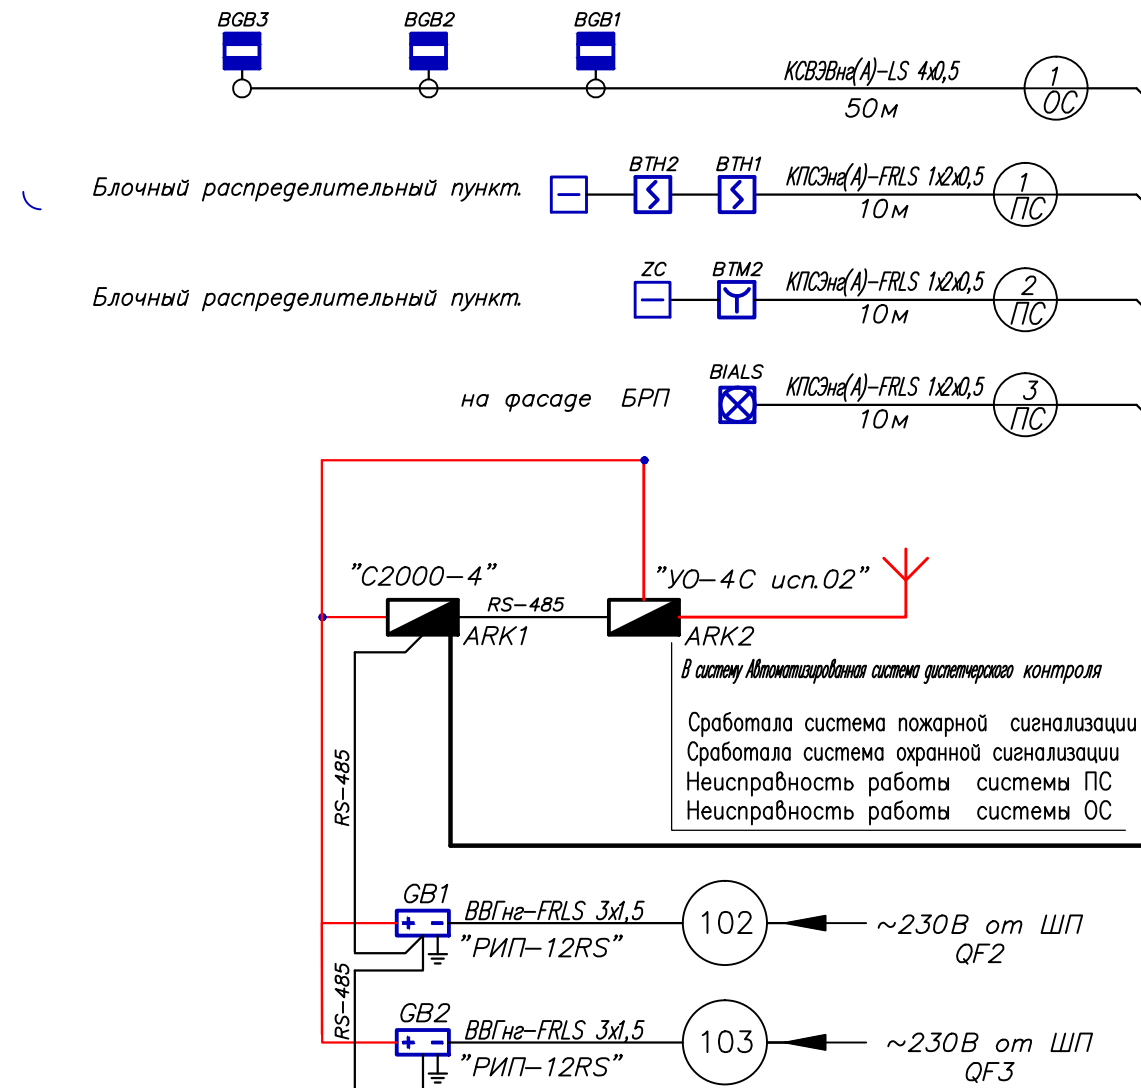 BGB3 BGB2 BGB1
КСВЭВнг(А)-LS 4х0,5
50м
1
ОС
Блочный распределительный пункт.
BTH2 BTH1
КПСЭнг(А)-FRLS 1х2х0,5
10м
1
ПС
Блочный распределительный пункт.
ZC BTM2
КПСЭнг(А)-FRLS 1х2х0,5
10м
2
ПС
на фасаде БРП
BIALS
КПСЭнг(А)-FRLS 1х2х0,5
10м
3
ПС
"С2000-4"
RS-485
ARK1
"УО-4С исп.02"
ARK2
В систему Автоматизированная система диспетчерского контроля
Сработала система пожарной сигнализации
Сработала система охранной сигнализации
Неисправность работы системы ПС
Неисправность работы системы ОС
RS-485
GB1
ВВГнг-FRLS 3х1,5
"РИП-12RS"
102
~230В от ШП
QF2
RS-485
GB2
ВВГнг-FRLS 3х1,5
"РИП-12RS"
103
~230В от ШП
QF3